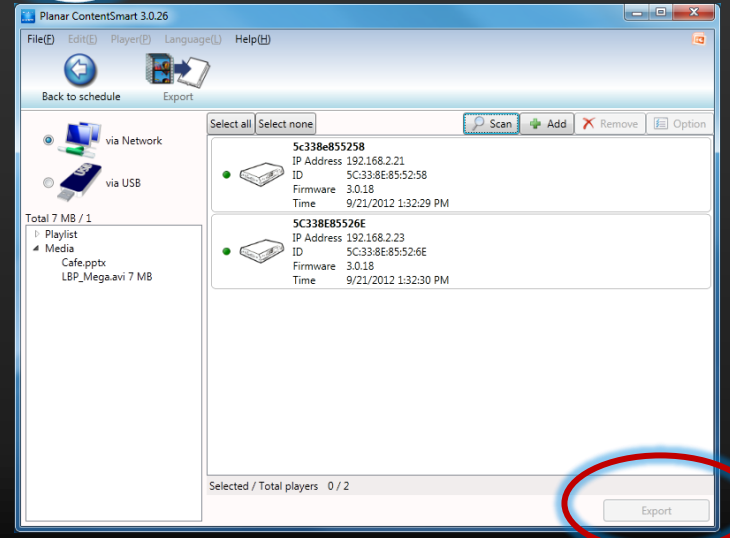 Planar ContentSmart 3.0.26
File(F) Edit(E) Player(P) Language(L) Help(H)
Back to schedule Export
Select all Select none Scan Add Remove Option
via Network
via USB
Total 7 MB / 1
Playlist
Media
Cafe.pptx
LBP_Mega.avi 7 MB
5c338e855258
IP Address 192.168.2.21
ID 5C:33:8E:85:52:58
Firmware 3.0.18
Time 9/21/2012 1:32:29 PM
5C338E85526E
IP Address 192.168.2.23
ID 5C:33:8E:85:52:6E
Firmware 3.0.18
Time 9/21/2012 1:32:30 PM
Selected / Total players 0 / 2
Export